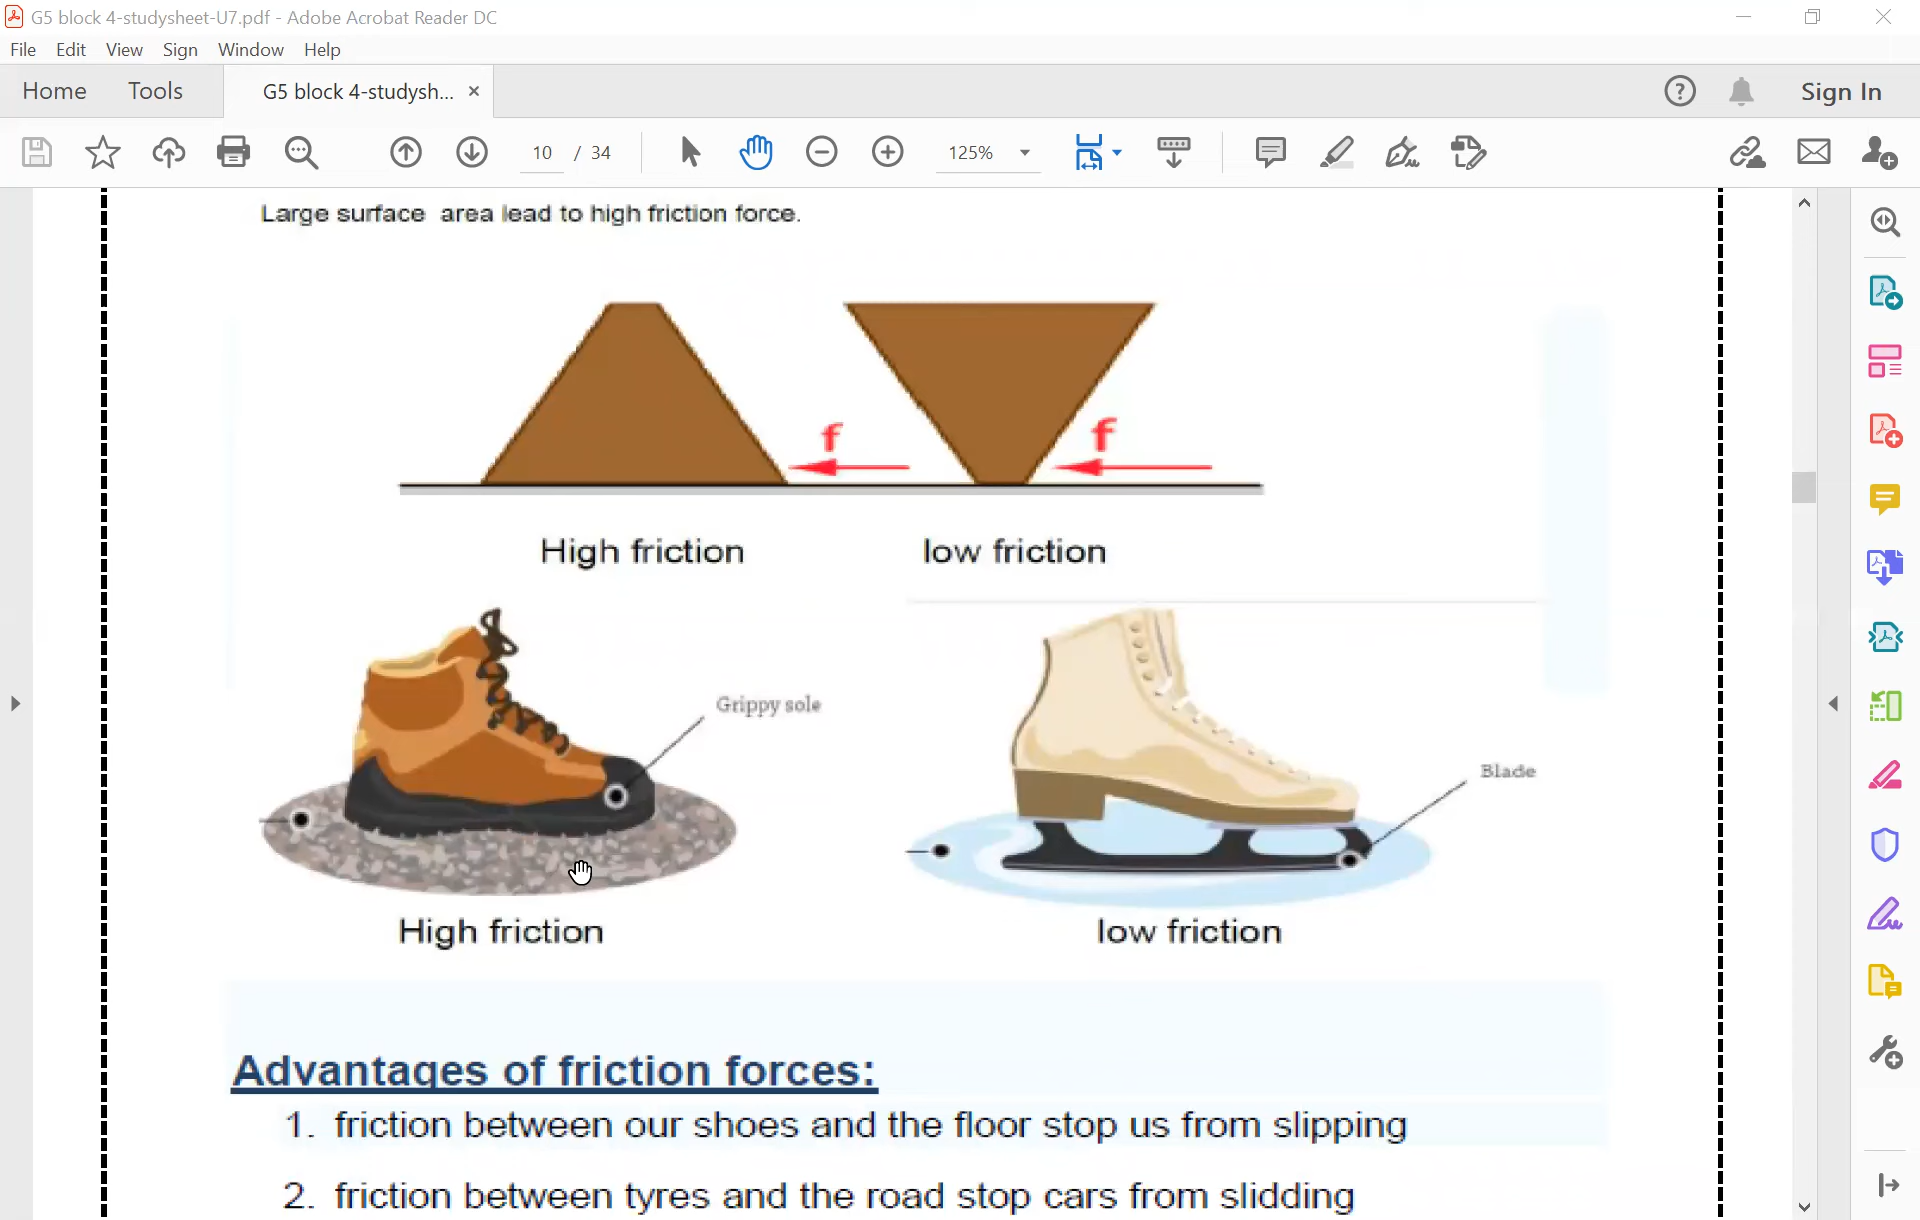 G5 block 4-studysheet-U7.pdf - Adobe Acrobat Reader DC
File Edit View Sign Window Help
Home Tools G5 block 4-studysh... × Sign In
10 / 34 125%
Large surface area lead to high friction force.
f f
High friction low friction
Grippy sole
Blade
High friction low friction
Advantages of friction forces:
1. friction between our shoes and the floor stop us from slipping
2. friction between tyres and the road stop cars from slidding